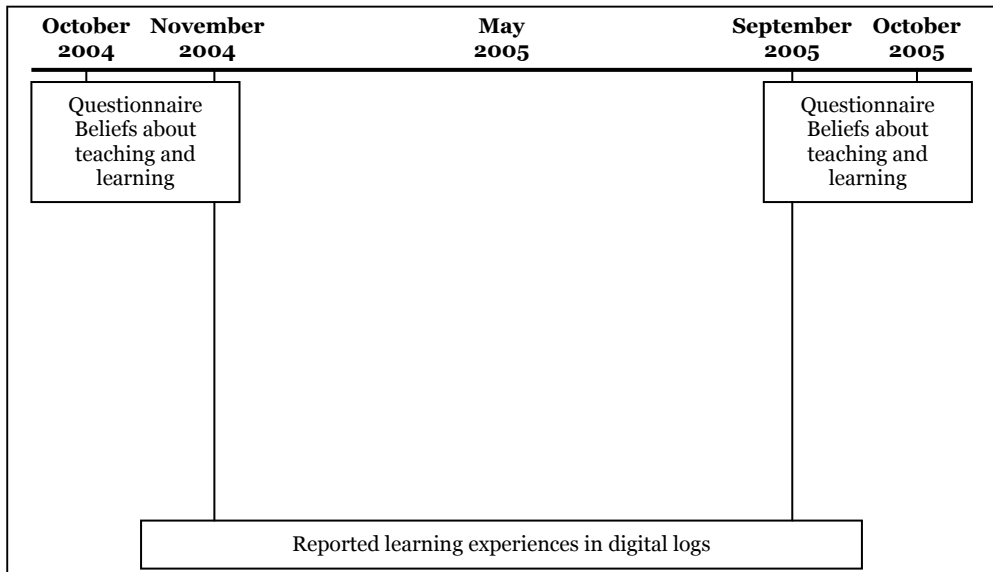 October 2004
November 2004
May 2005
September 2005
October 2005
Questionnaire
Beliefs about
teaching and
learning
Questionnaire
Beliefs about
teaching and
learning
Reported learning experiences in digital logs